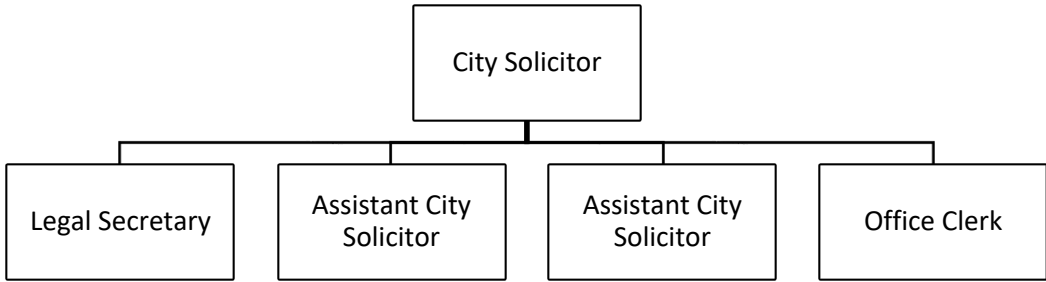 City Solicitor
Legal Secretary
Assistant City
Solicitor
Assistant City
Solicitor
Office Clerk